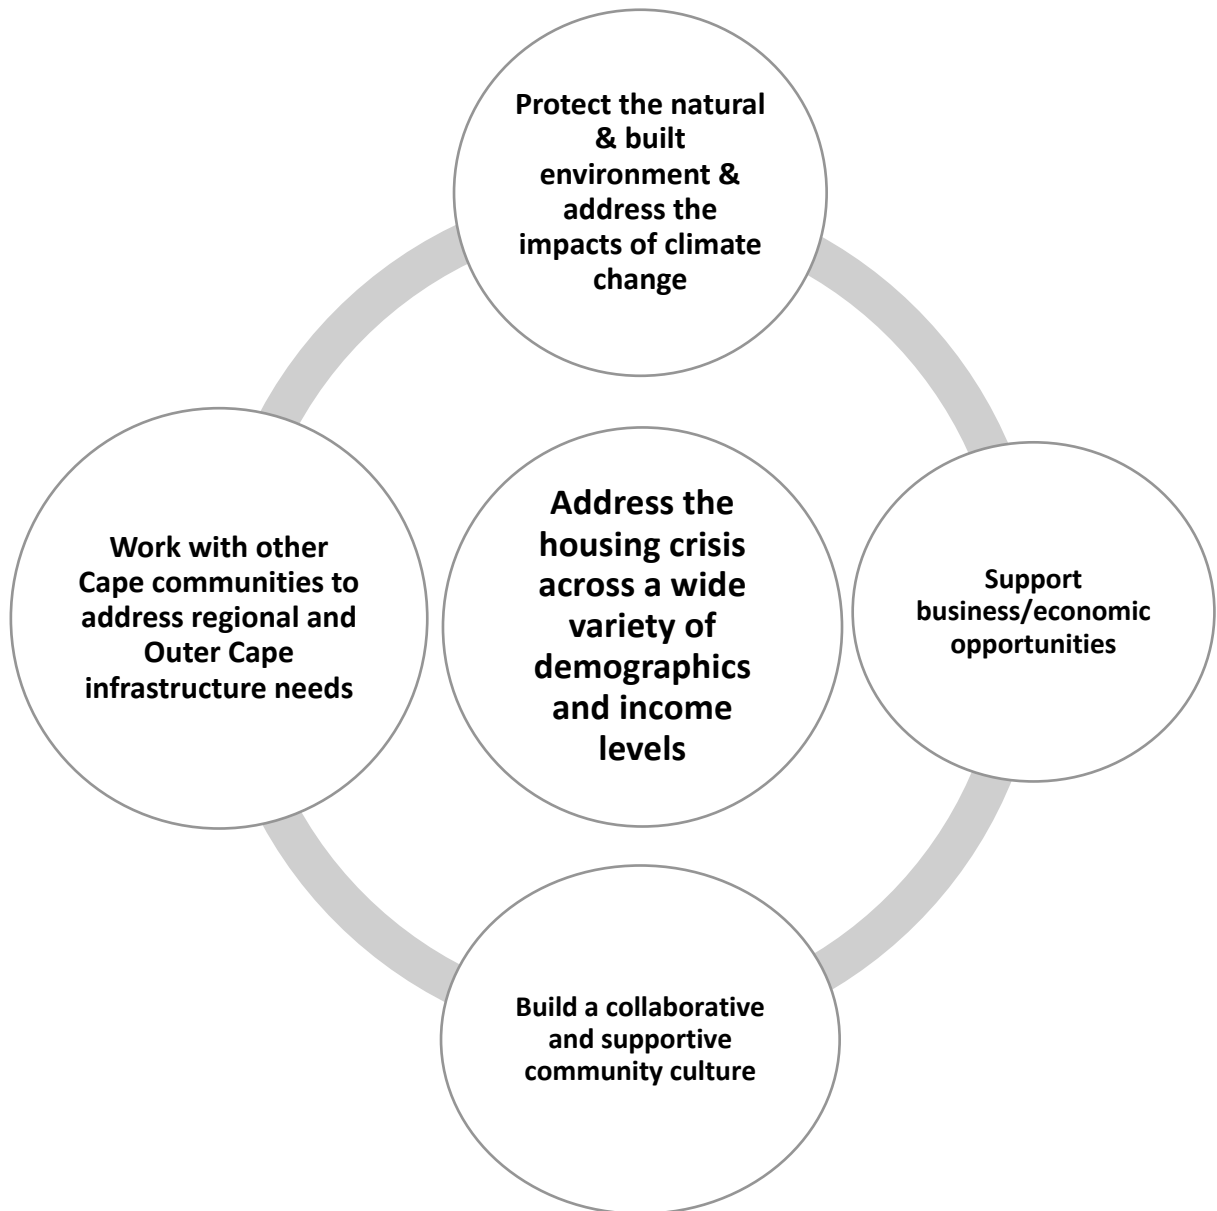 Protect the natural
& built
environment &
address the
impacts of climate
change
Work with other
Cape communities to
address regional and
Outer Cape
infrastructure needs
Address the
housing crisis
across a wide
variety of
demographics
and income
levels
Support
business/economic
opportunities
Build a collaborative
and supportive
community culture